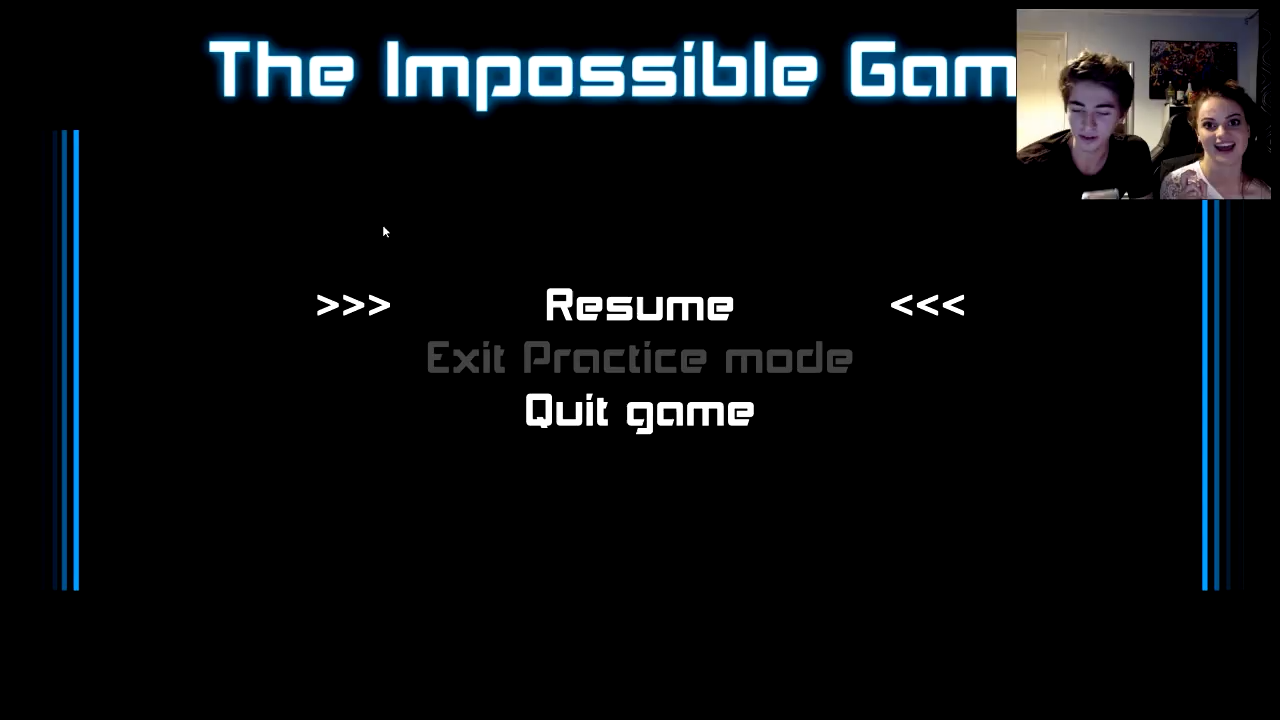 The Impossible Gam
>>> Resume <<<
Exit Practice mode
Quit game